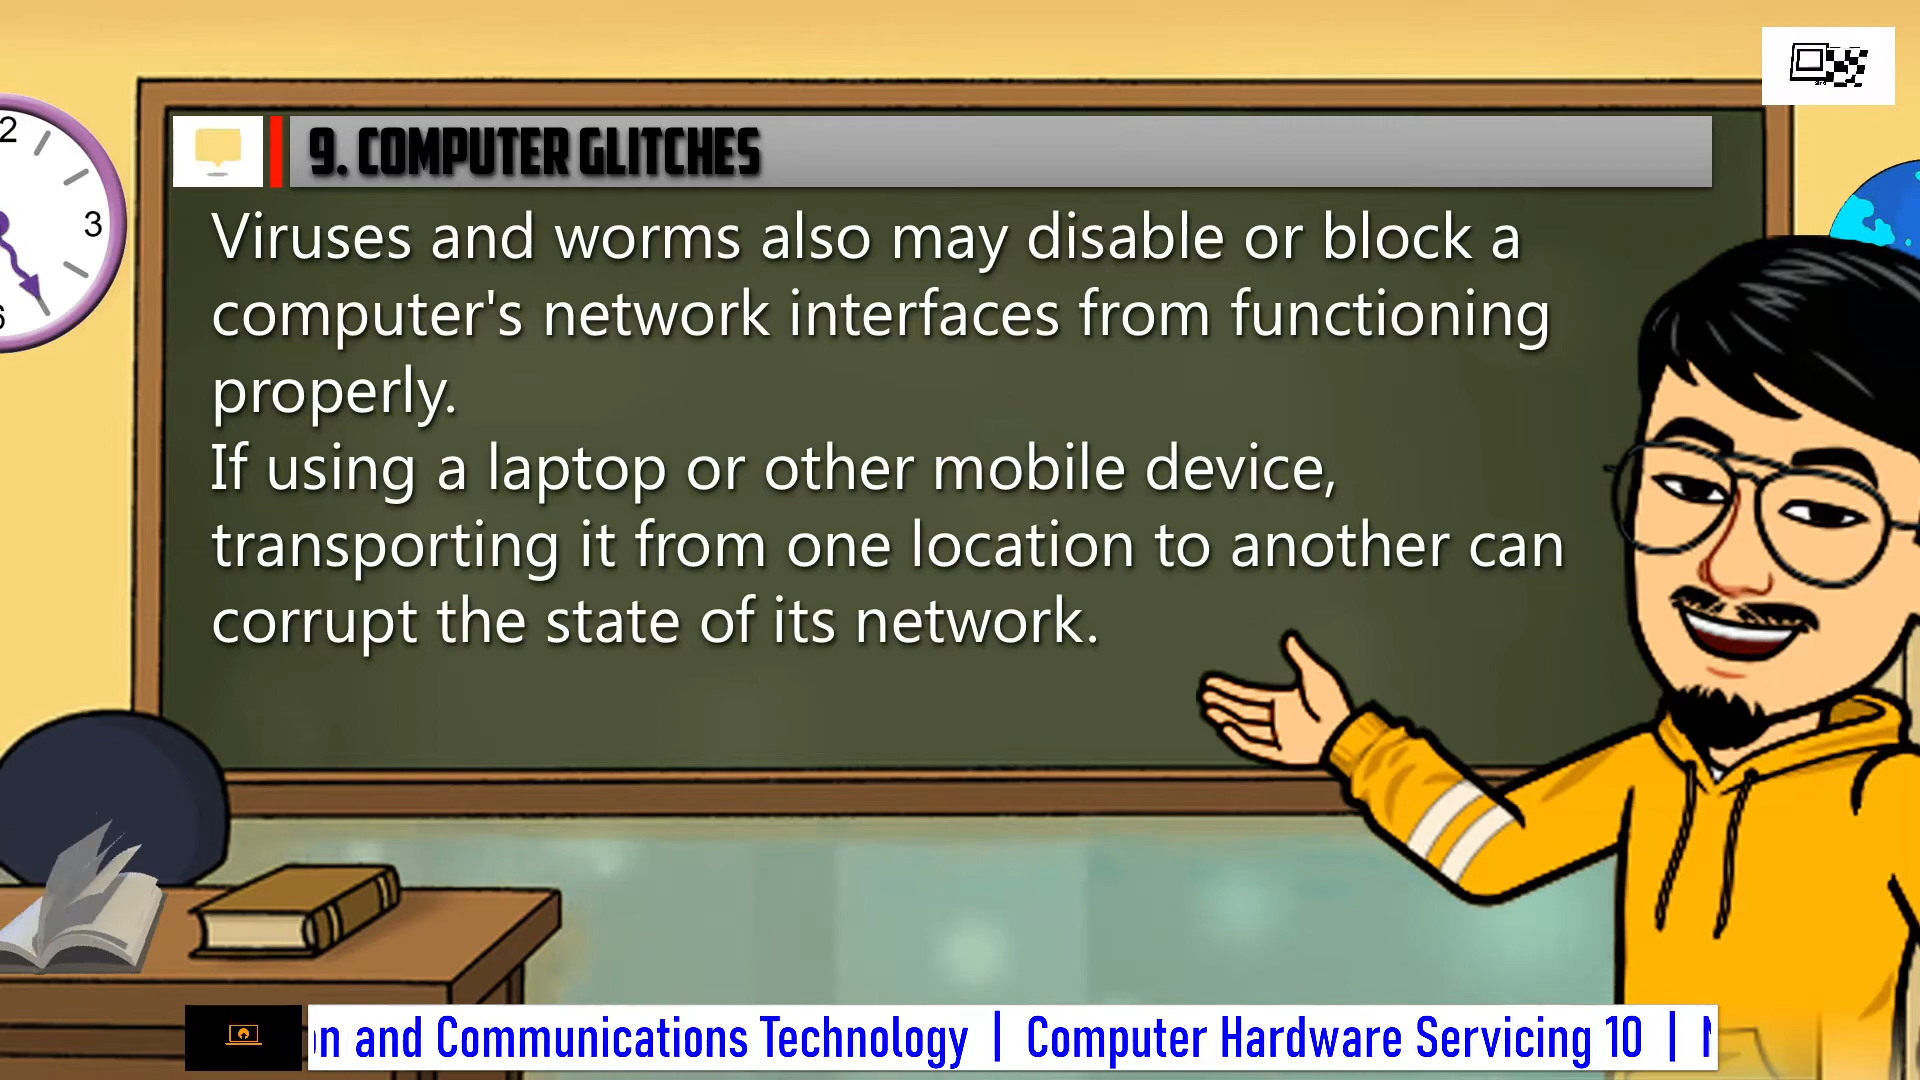 2
3
6
9. COMPUTER GLITCHES
Viruses and worms also may disable or block a
computer's network interfaces from functioning
properly.
If using a laptop or other mobile device,
transporting it from one location to another can
corrupt the state of its network.
n and Communications Technology | Computer Hardware Servicing 10 |